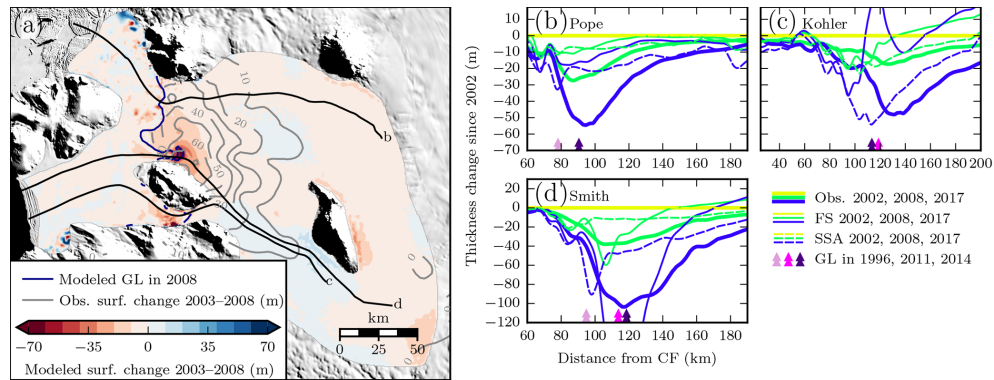 (a)
10
10
20
40
60
50
0
0
0
b
c
d
Modeled GL in 2008
Obs. surf. change 2003–2008 (m)
−70 −35 0 35 70
Modeled surf. change 2003–2008 (m)
km
0 25 50
Thickness change since 2002 (m)
(b) Pope
10
0
−10
−20
−30
−40
−50
−60
−70
60 80 100 120 140 160 180
(c) Kohler
40 60 80 100 120 140 160 180 200
(d) Smith
20
0
−20
−40
−60
−80
−100
−120
60 80 100 120 140 160 180
Distance from CF (km)
Obs. 2002, 2008, 2017
FS 2002, 2008, 2017
SSA 2002, 2008, 2017
GL in 1996, 2011, 2014